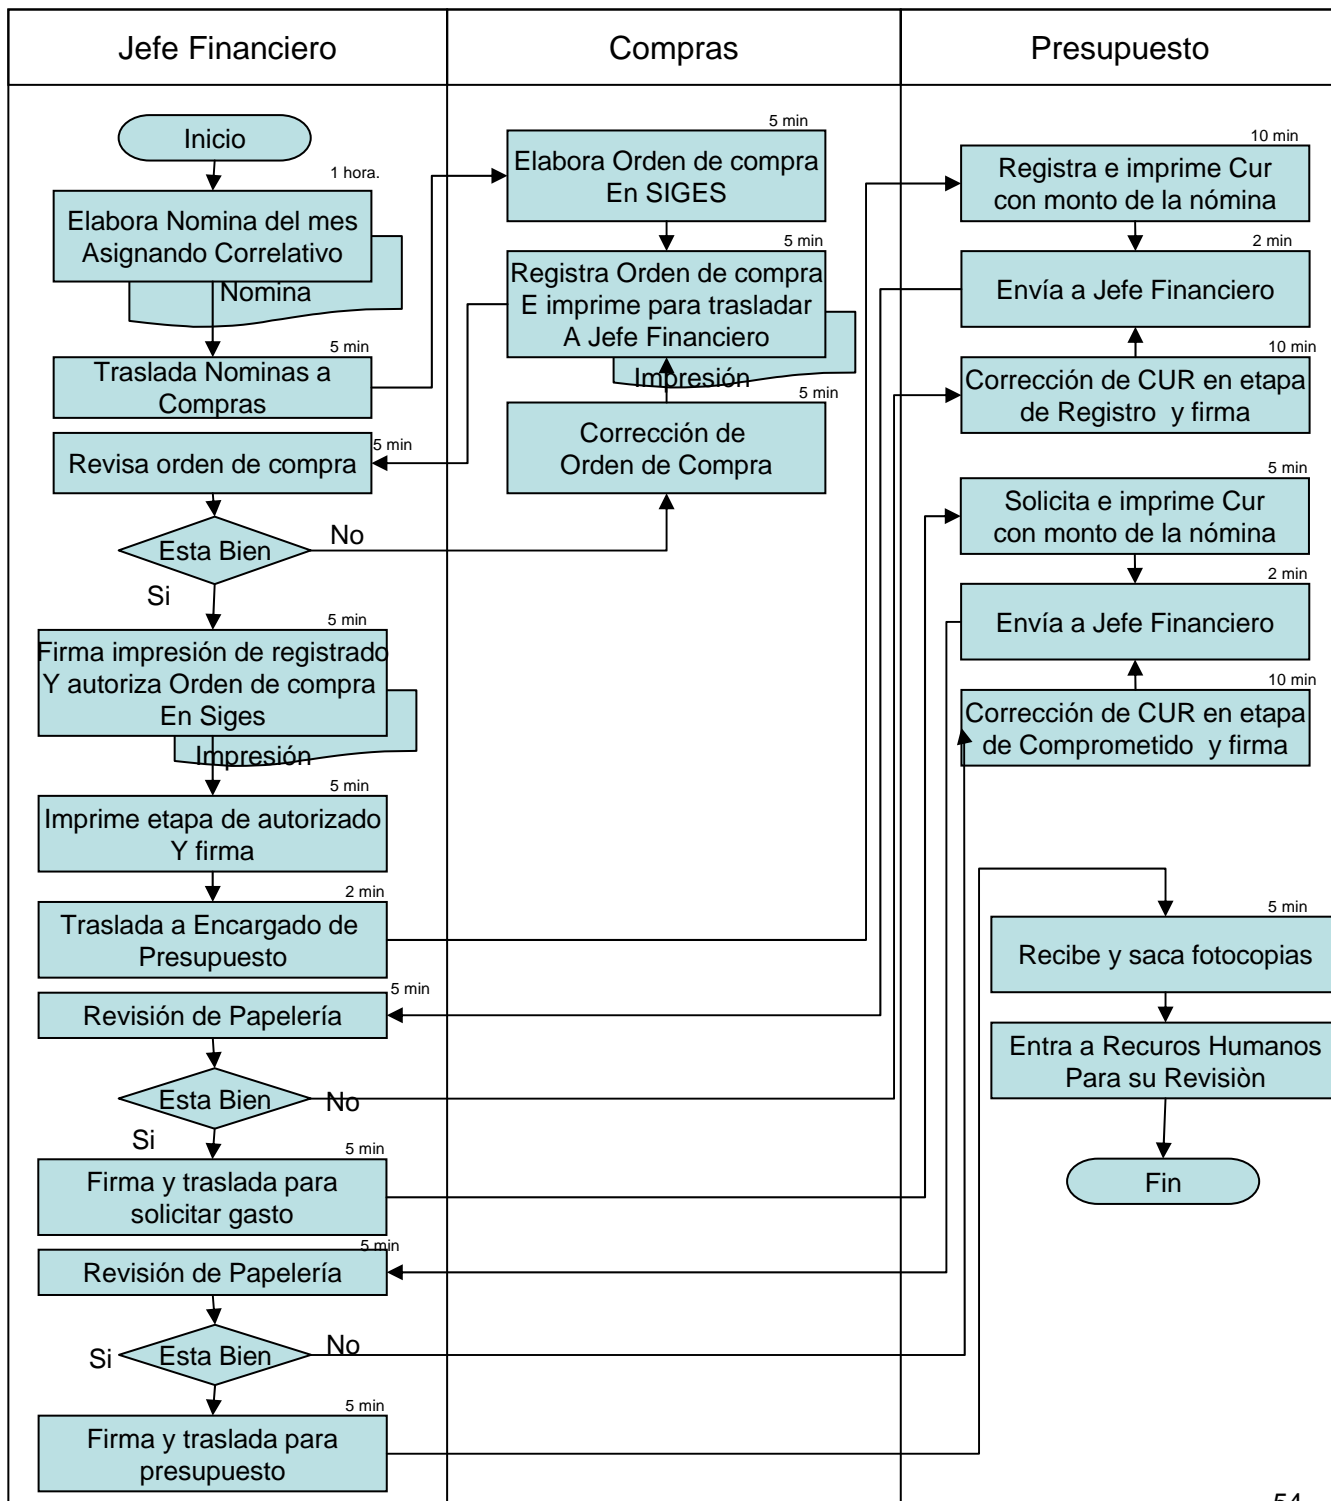 Jefe Financiero
Compras
Presupuesto
Inicio
1 hora.
Elabora Nomina del mes
Asignando Correlativo
Nomina
5 min
Traslada Nominas a
Compras
5 min
Revisa orden de compra
Esta Bien
No
Si
5 min
Firma impresión de registrado
Y autoriza Orden de compra
En Siges
Impresión
5 min
Imprime etapa de autorizado
Y firma
2 min
Traslada a Encargado de
Presupuesto
5 min
Revisión de Papelería
Esta Bien
No
Si
5 min
Firma y traslada para
solicitar gasto
5 min
Revisión de Papelería
Si
Esta Bien
No
5 min
Firma y traslada para
presupuesto
5 min
Elabora Orden de compra
En SIGES
5 min
Registra Orden de compra
E imprime para trasladar
A Jefe Financiero
Impresión
5 min
Corrección de
Orden de Compra
10 min
Registra e imprime Cur
con monto de la nómina
2 min
Envía a Jefe Financiero
10 min
Corrección de CUR en etapa
de Registro y firma
5 min
Solicita e imprime Cur
con monto de la nómina
2 min
Envía a Jefe Financiero
10 min
Corrección de CUR en etapa
de Comprometido y firma
5 min
Recibe y saca fotocopias
Entra a Recuros Humanos
Para su Revisiòn
Fin
54